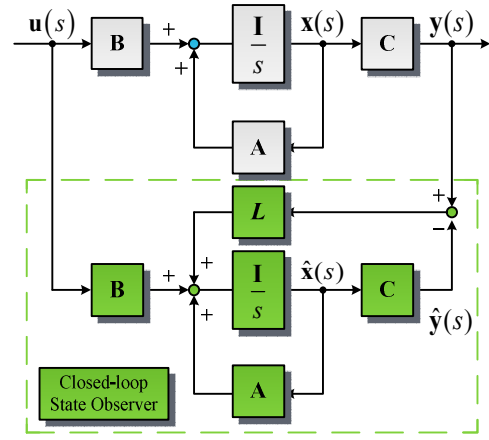 u(s) B + I/s x(s) C y(s)
+
A
+
L
−
+
B + I/s x̂(s) C
+
ŷ(s)
A
Closed-loop
State Observer